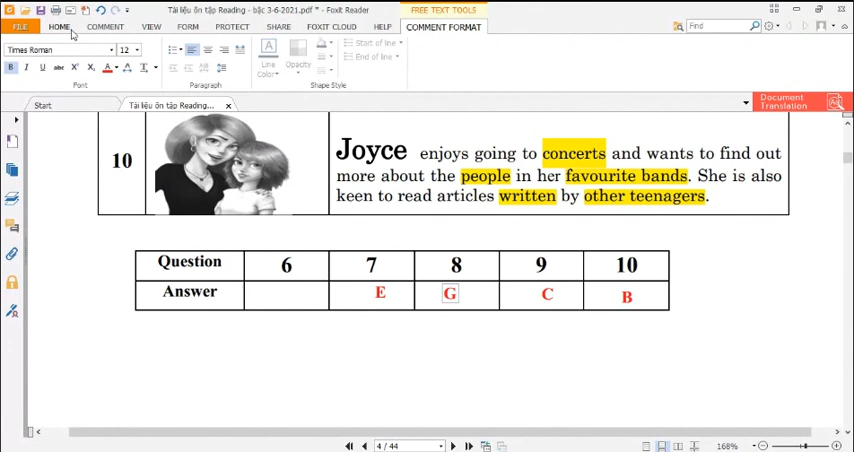 Tài liệu ôn tập Reading - bậc 3-6-2021.pdf * - Foxit Reader
FREE TEXT TOOLS
FILE HOME COMMENT VIEW FORM PROTECT SHARE FOXIT CLOUD HELP COMMENT FORMAT
Find
Times Roman 12
B I U abc X² X₂ A A T
Font
Paragraph
Line Color
Opacity
Start of line
End of line
Shape Style
Start
Tài liệu ôn tập Reading...
Document Translation
10
Joyce enjoys going to concerts and wants to find out
more about the people in her favourite bands. She is also
keen to read articles written by other teenagers.
Question 6 7 8 9 10
Answer E G C B
4 / 44
168%